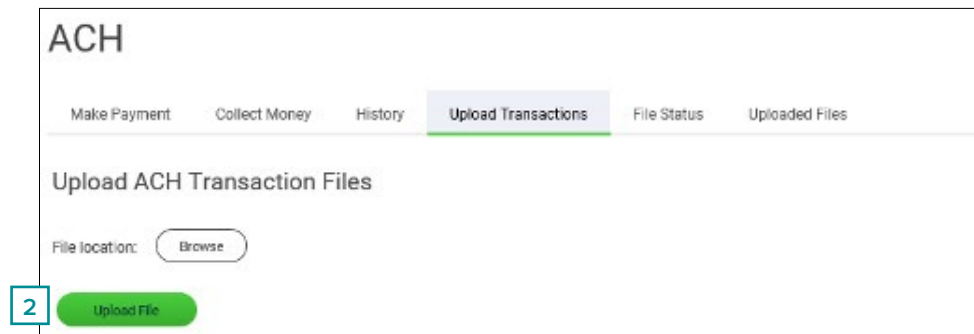 ACH
Make Payment Collect Money History Upload Transactions File Status Uploaded Files
Upload ACH Transaction Files
File location: Browse
2 Upload File